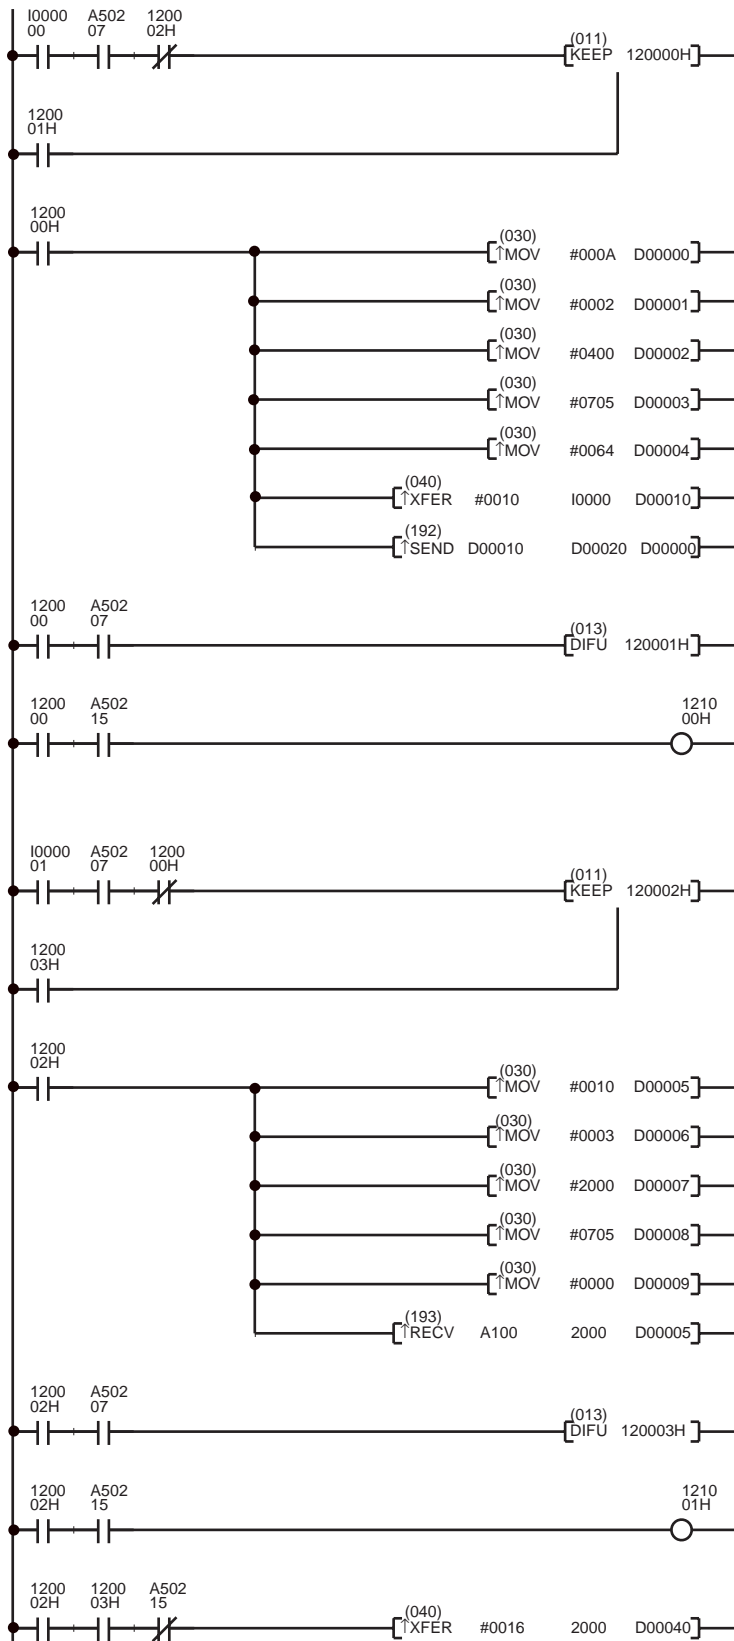 I0000 A502 1200
00 07 02H
(011)
KEEP 120000H
1200
01H
1200
00H
(030)
↑MOV #000A D00000
(030)
↑MOV #0002 D00001
(030)
↑MOV #0400 D00002
(030)
↑MOV #0705 D00003
(030)
↑MOV #0064 D00004
(040)
↑XFER #0010 I0000 D00010
(192)
↑SEND D00010 D00020 D00000
1200 A502
00 07
(013)
DIFU 120001H
1200 A502 1210
00 15 00H
I0000 A502 1200
01 07 00H
(011)
KEEP 120002H
1200
03H
1200
02H
(030)
↑MOV #0010 D00005
(030)
↑MOV #0003 D00006
(030)
↑MOV #2000 D00007
(030)
↑MOV #0705 D00008
(030)
↑MOV #0000 D00009
(193)
↑RECV A100 2000 D00005
1200 A502
02H 07
(013)
DIFU 120003H
1200 A502 1210
02H 15 01H
1200 1200 A502
02H 03H 15
(040)
↑XFER #0016 2000 D00040